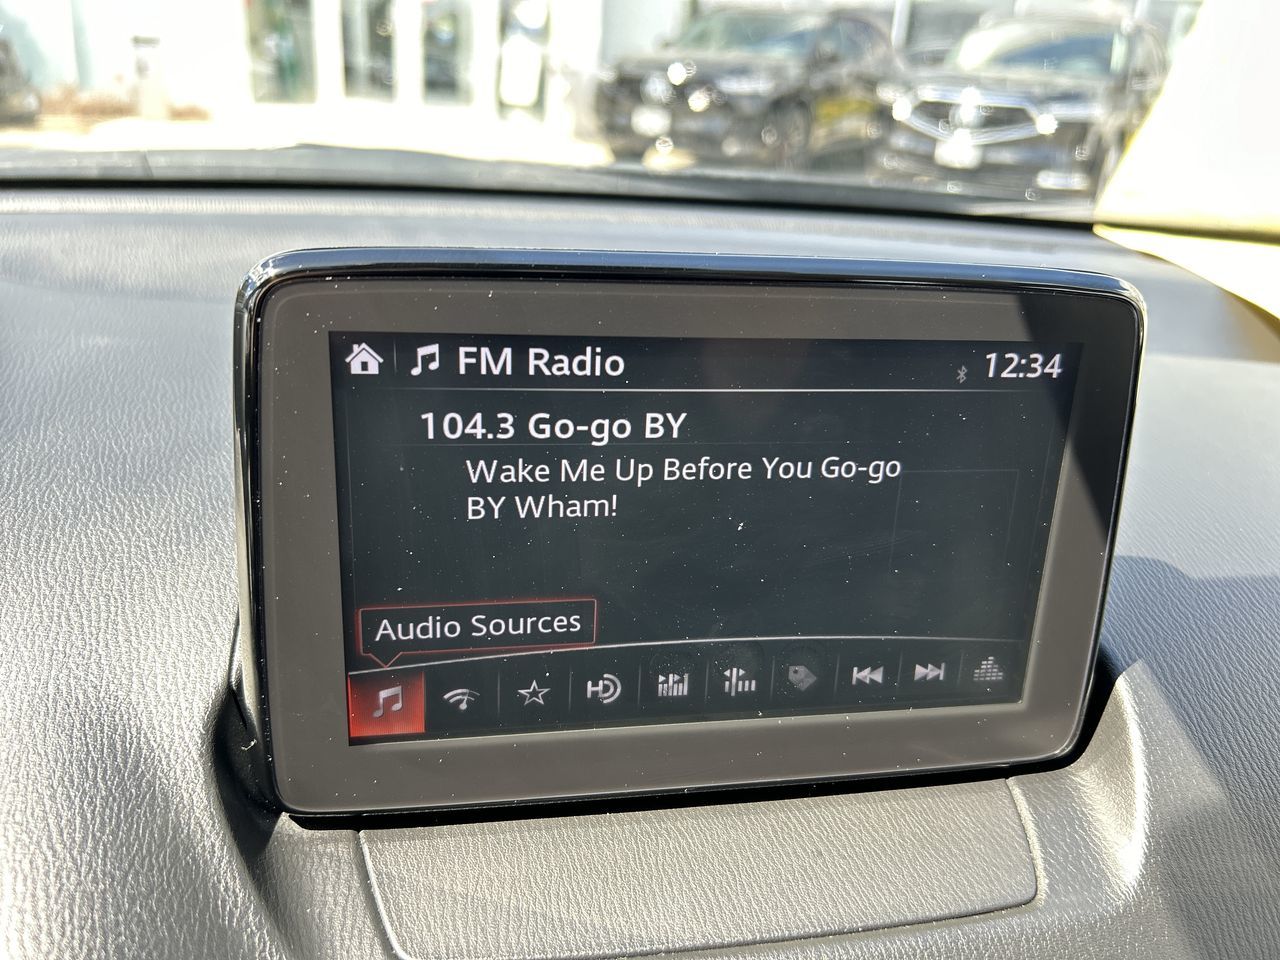 FM Radio
12:34
104.3 Go-go BY
Wake Me Up Before You Go-go
BY Wham!
Audio Sources
HD